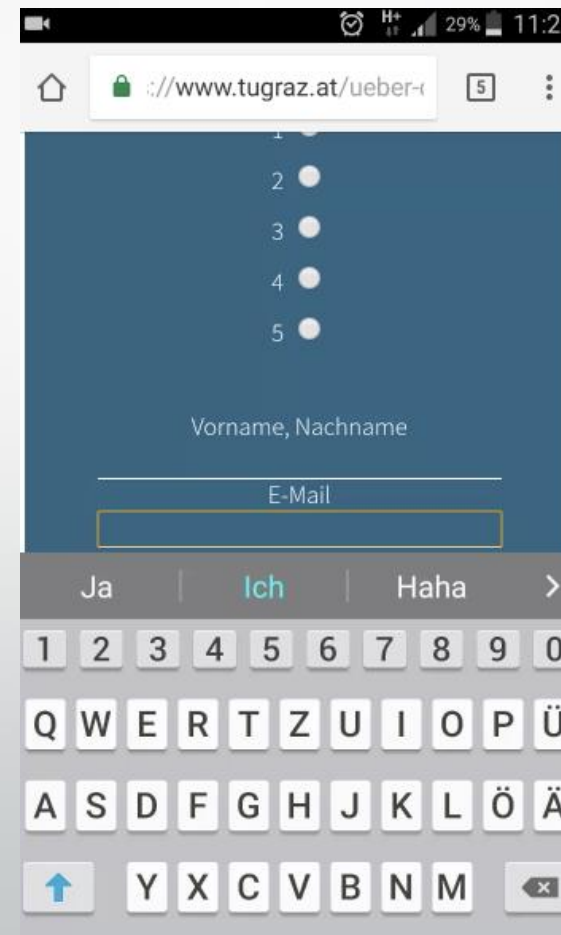 H+ 29% 11:2
://www.tugraz.at/ueber-
5
1
2
3
4
5
Vorname, Nachname
E-Mail
Ja Ich Haha >
1 2 3 4 5 6 7 8 9 0
Q W E R T Z U I O P Ü
A S D F G H J K L Ö Ä
Y X C V B N M